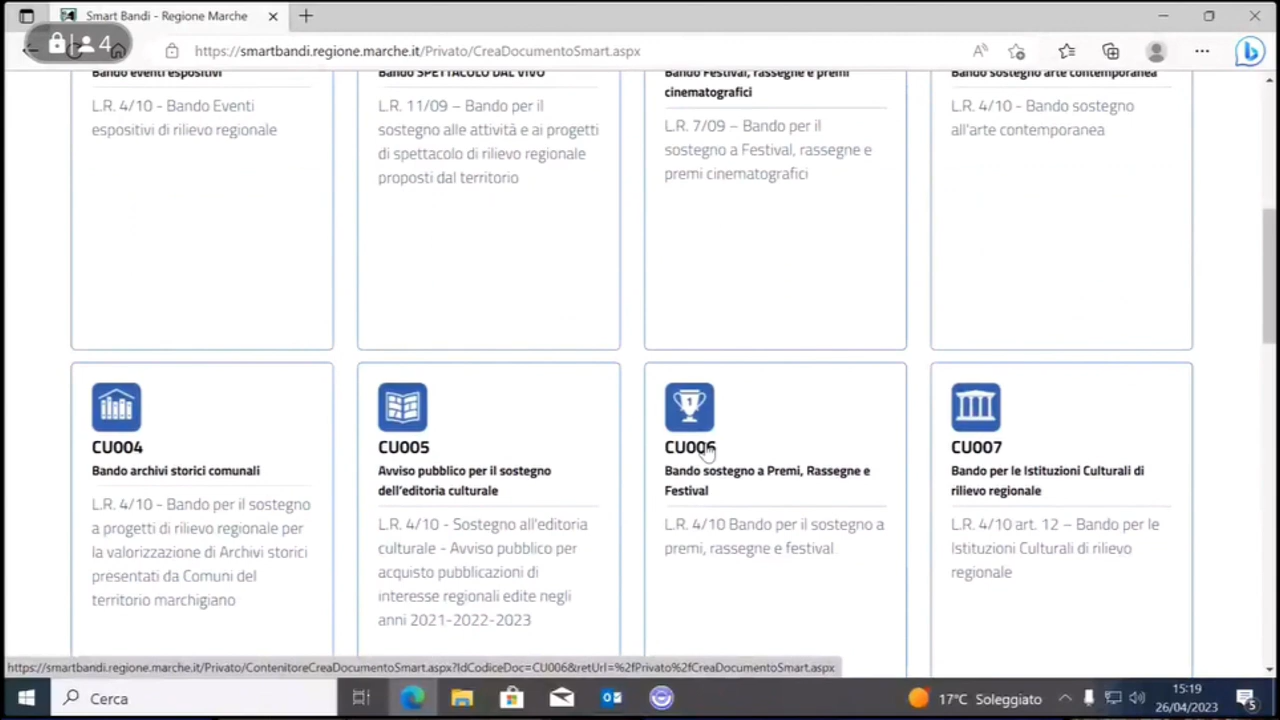 Smart Bandi - Regione Marche
4
https://smartbandi.regione.marche.it/Privato/CreaDocumentoSmart.aspx
Bando eventi espositivi
L.R. 4/10 - Bando Eventi
espositivi di rilievo regionale
Bando SPETTACOLO DAL VIVO
L.R. 11/09 – Bando per il
sostegno alle attività e ai progetti
di spettacolo di rilievo regionale
proposti dal territorio
Bando Festival, rassegne e premi
cinematografici
L.R. 7/09 – Bando per il
sostegno a Festival, rassegne e
premi cinematografici
Bando sostegno arte contemporanea
L.R. 4/10 - Bando sostegno
all'arte contemporanea
CU004
Bando archivi storici comunali
L.R. 4/10 - Bando per il sostegno
a progetti di rilievo regionale per
la valorizzazione di Archivi storici
presentati da Comuni del
territorio marchigiano
CU005
Avviso pubblico per il sostegno
dell'editoria culturale
L.R. 4/10 - Sostegno all'editoria
culturale - Avviso pubblico per
acquisto pubblicazioni di
interesse regionali edite negli
anni 2021-2022-2023
1
CU006
Bando sostegno a Premi, Rassegne e
Festival
L.R. 4/10 Bando per il sostegno a
premi, rassegne e festival
CU007
Bando per le Istituzioni Culturali di
rilievo regionale
L.R. 4/10 art. 12 – Bando per le
Istituzioni Culturali di rilievo
regionale
https://smartbandi.regione.marche.it/Privato/ContenitoreCreaDocumentoSmart.aspx?IdCodiceDoc=CU006&retUrl=%2fPrivato%2fCreaDocumentoSmart.aspx
Cerca
17°C Soleggiato
15:19
26/04/2023
5